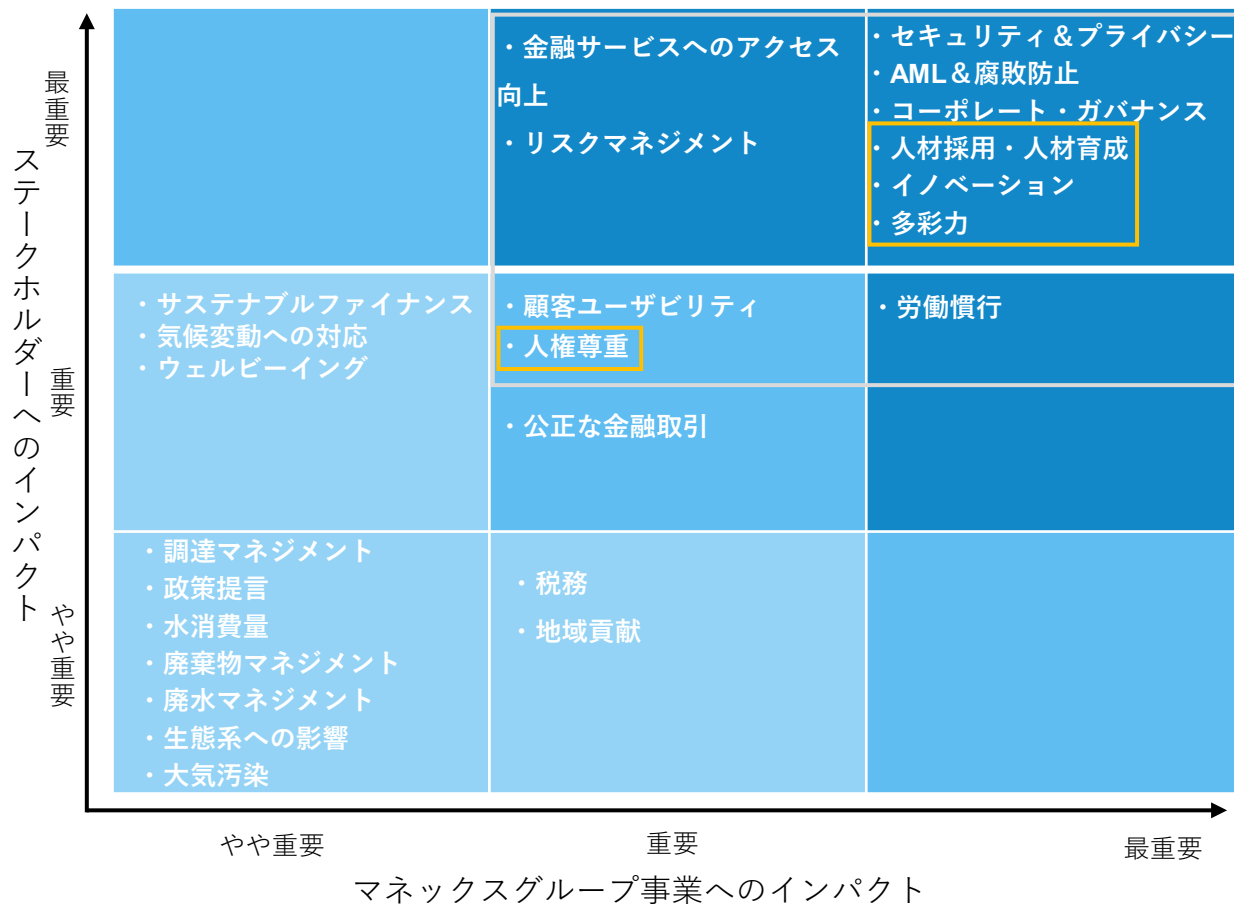 ステークホルダーへのインパクト
最重要
重要
やや重要
・金融サービスへのアクセス
向上
・リスクマネジメント
・セキュリティ＆プライバシー
・AML＆腐敗防止
・コーポレート・ガバナンス
・人材採用・人材育成
・イノベーション
・多彩力
・サステナブルファイナンス
・気候変動への対応
・ウェルビーイング
・顧客ユーザビリティ
・人権尊重
・労働慣行
・公正な金融取引
・調達マネジメント
・政策提言
・水消費量
・廃棄物マネジメント
・廃水マネジメント
・生態系への影響
・大気汚染
・税務
・地域貢献
やや重要
重要
最重要
マネックスグループ事業へのインパクト